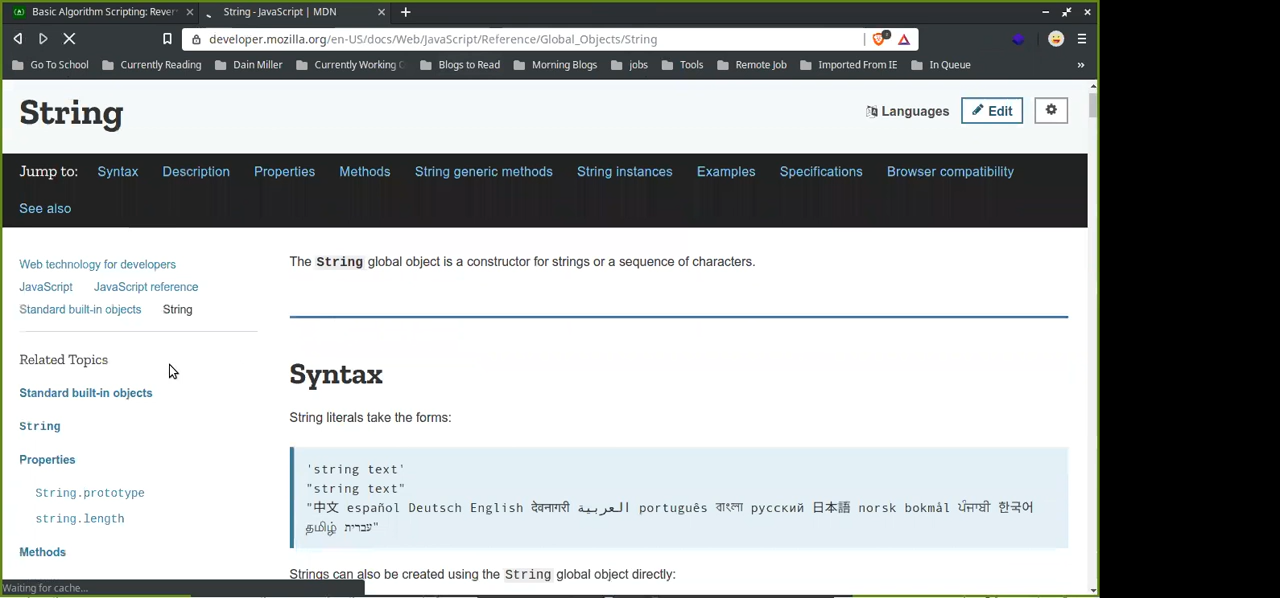 Basic Algorithm Scripting: Rever
String - JavaScript | MDN
developer.mozilla.org/en-US/docs/Web/JavaScript/Reference/Global_Objects/String
Go To School
Currently Reading
Dain Miller
Currently Working
Blogs to Read
Morning Blogs
jobs
Tools
Remote Job
Imported From IE
In Queue
String
Languages
Edit
Jump to: Syntax Description Properties Methods String generic methods String instances Examples Specifications Browser compatibility
See also
Web technology for developers
JavaScript JavaScript reference
Standard built-in objects String
Related Topics
Standard built-in objects
String
Properties
String.prototype
string.length
Methods
The String global object is a constructor for strings or a sequence of characters.
Syntax
String literals take the forms:
'string text'
"string text"
"中文 español Deutsch English देवनागरी العربية português বাংলা русский 日本語 norsk bokmål ਪੰਜਾਬੀ 한국어
தமிழ் עברית"
Strings can also be created using the String global object directly:
Waiting for cache...